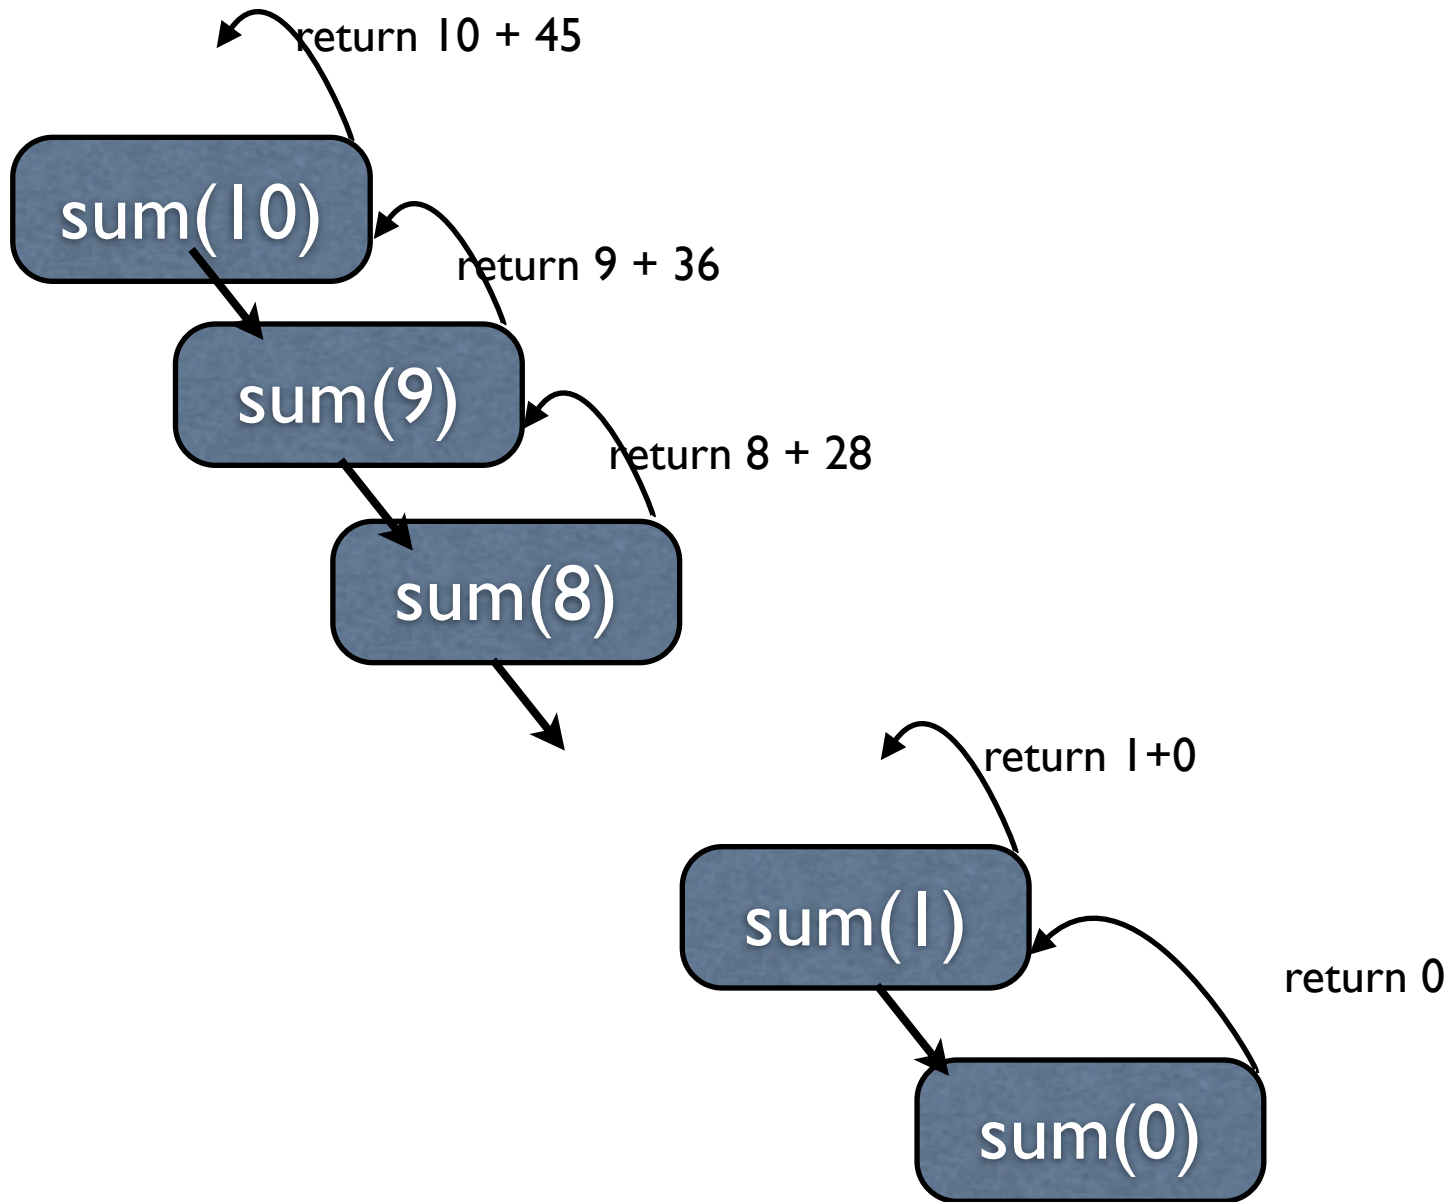 return 10 + 45
sum(10)
return 9 + 36
sum(9)
return 8 + 28
sum(8)
return 1+0
sum(1)
return 0
sum(0)